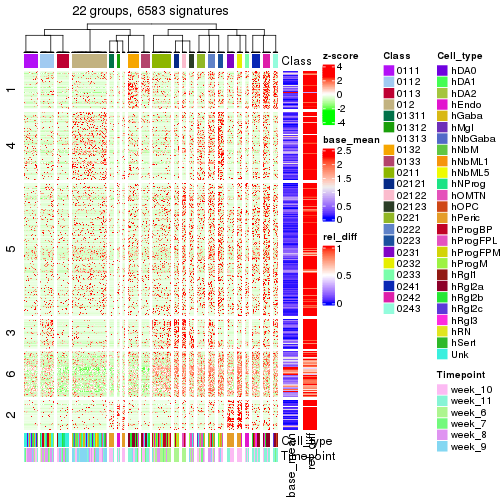 22 groups, 6583 signatures
1
4
5
3
6
2
Class
Cell_type
Timepoint
base_mean
rel_diff
z-score
4
2
0
-2
-4
base_mean
2.5
2
1.5
1
0.5
0
rel_diff
1
0.5
0
Class
0111
0112
0113
012
01311
01312
01313
0132
0133
0211
02121
02122
02123
0221
0222
0223
0231
0232
0233
0241
0242
0243
Cell_type
hDA0
hDA1
hDA2
hEndo
hGaba
hMgl
hNbGaba
hNbM
hNbML1
hNbML5
hNProg
hOMTN
hOPC
hPeric
hProgBP
hProgFPL
hProgFPM
hProgM
hRgl1
hRgl2a
hRgl2b
hRgl2c
hRgl3
hRN
hSert
Unk
Timepoint
week_10
week_11
week_6
week_7
week_8
week_9